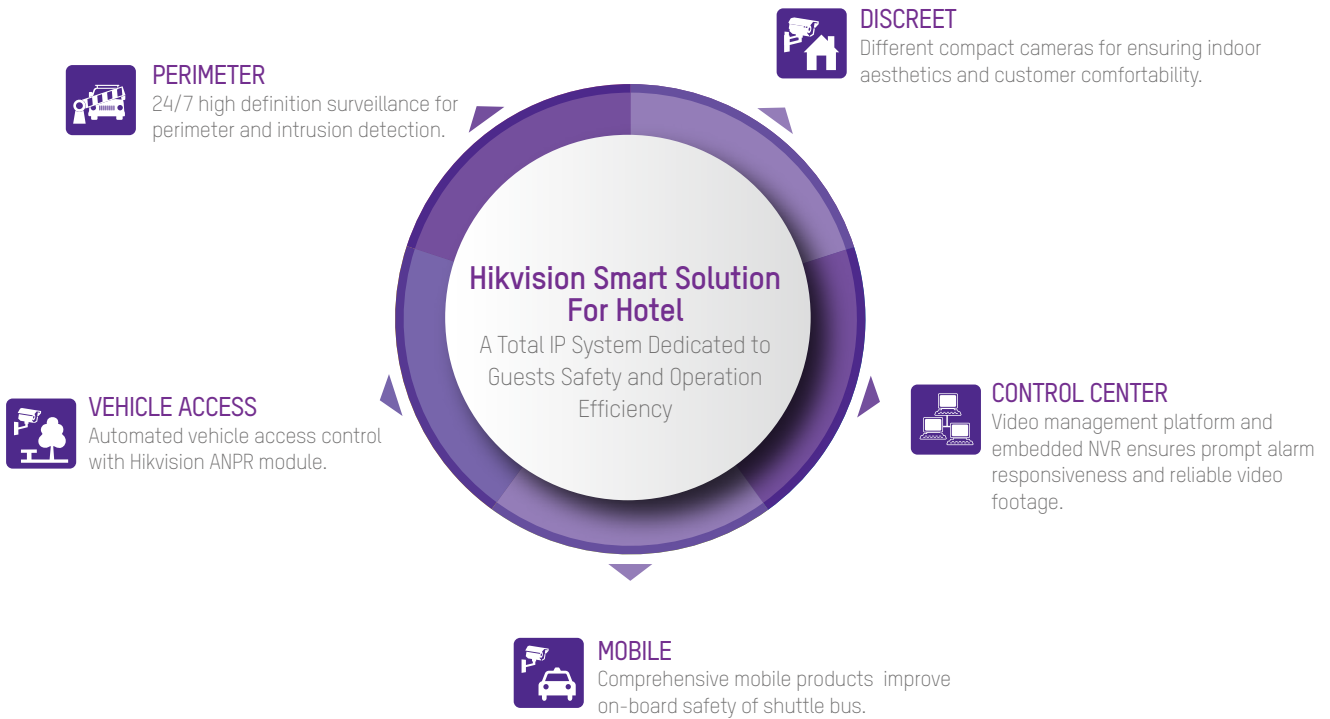 DISCREET
Different compact cameras for ensuring indoor
aesthetics and customer comfortability.
PERIMETER
24/7 high definition surveillance for
perimeter and intrusion detection.
Hikvision Smart Solution
For Hotel
A Total IP System Dedicated to
Guests Safety and Operation
Efficiency
VEHICLE ACCESS
Automated vehicle access control
with Hikvision ANPR module.
CONTROL CENTER
Video management platform and
embedded NVR ensures prompt alarm
responsiveness and reliable video
footage.
MOBILE
Comprehensive mobile products  improve
on-board safety of shuttle bus.